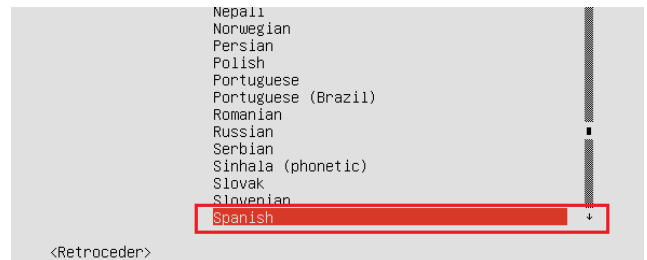 Nepali
Norwegian
Persian
Polish
Portuguese
Portuguese (Brazil)
Romanian
Russian
Serbian
Sinhala (phonetic)
Slovak
Slovenian
Spanish
<Retroceder>